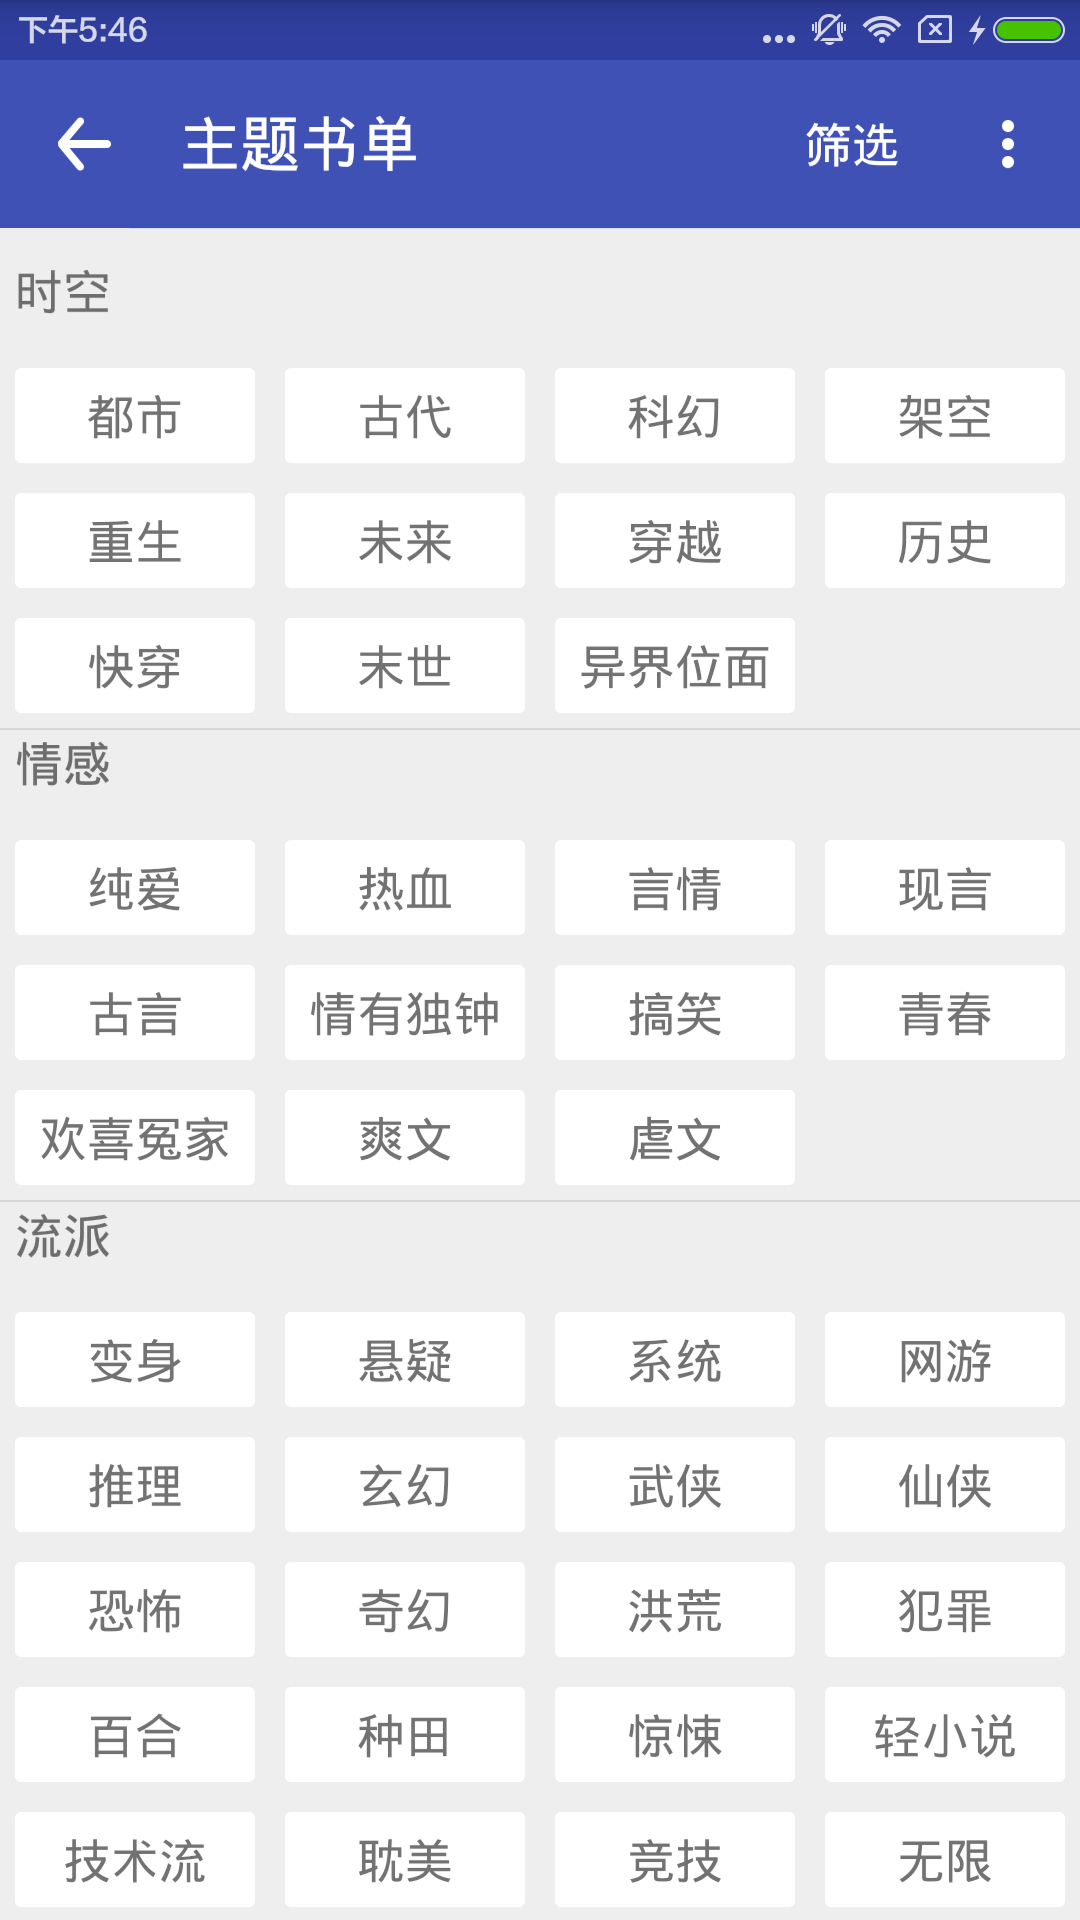 下午5:46
主题书单 筛选
时空
都市 古代 科幻 架空
重生 未来 穿越 历史
快穿 末世 异界位面
情感
纯爱 热血 言情 现言
古言 情有独钟 搞笑 青春
欢喜冤家 爽文 虐文
流派
变身 悬疑 系统 网游
推理 玄幻 武侠 仙侠
恐怖 奇幻 洪荒 犯罪
百合 种田 惊悚 轻小说
技术流 耽美 竞技 无限